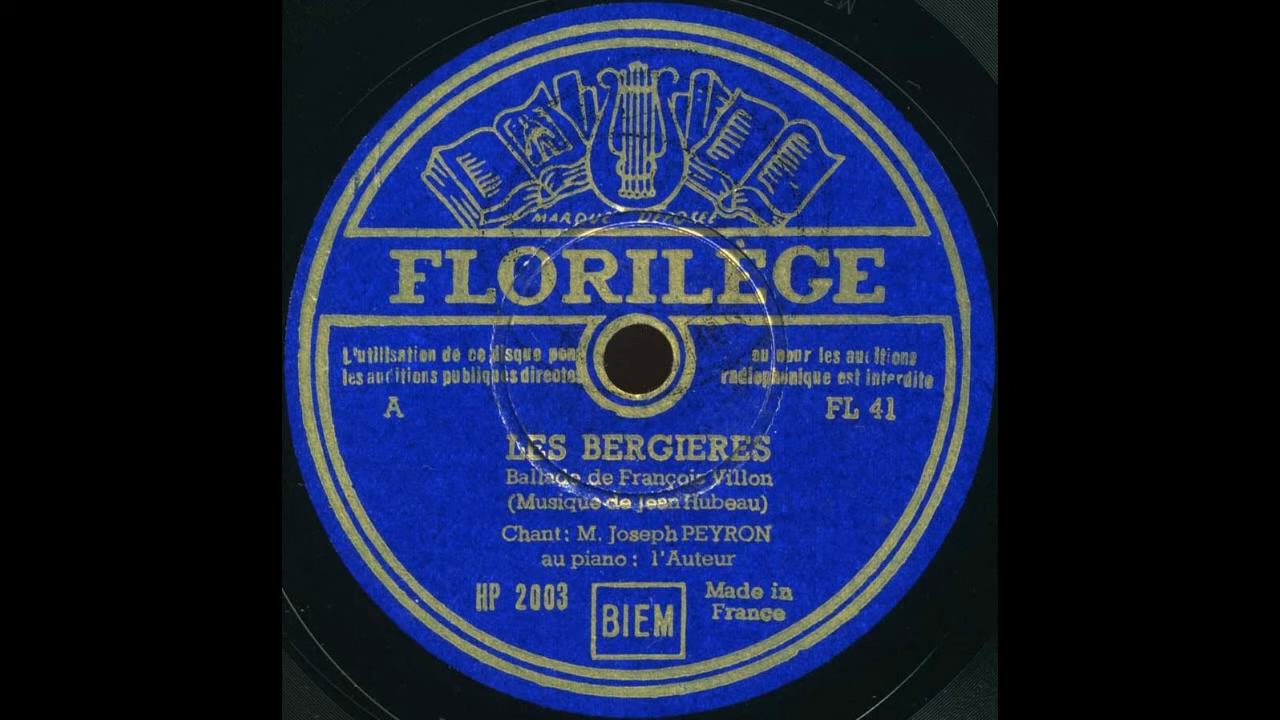 MARQUE DÉPOSÉE
FLORILÈGE
L'utilisation de ce disque pour ou pour les auditions
les auditions publiques directes radiophonique est interdite
A FL 41
LES BERGIERES
Ballade de François Villon
(Musique de Jean Hubeau)
Chant: M. Joseph PEYRON
au piano: l'Auteur
HP 2003 BIEM Made in
France